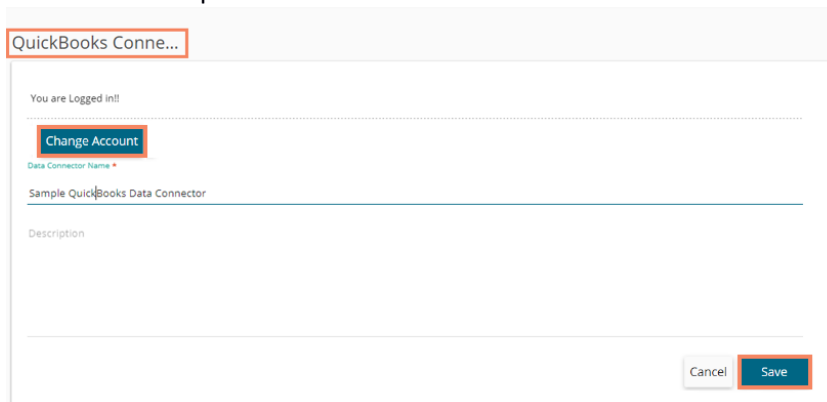 QuickBooks Conne...
You are Logged in!!
Change Account
Data Connector Name *
Sample QuickBooks Data Connector
Description
Cancel Save